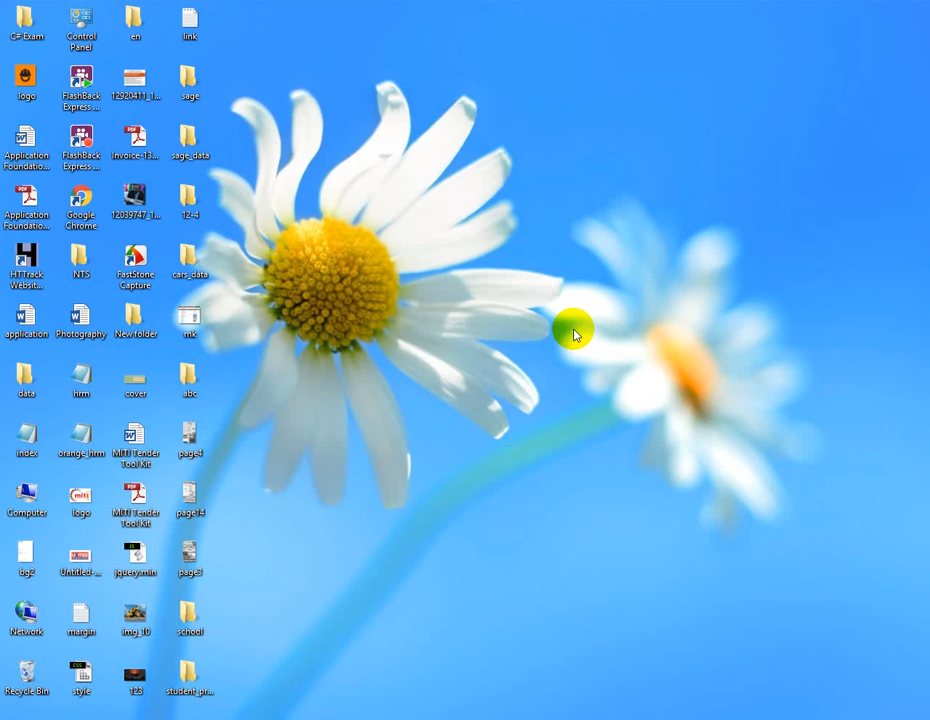 C# Exam
Control
Panel
en
link
logo
FlashBack
Express ...
12920411_1...
sage
Application
Foundatio...
FlashBack
Express ...
Invoice-13...
sage_data
Application
Foundatio...
Google
Chrome
12039747_1...
12-4
HTTrack
Websit...
NTS
FastStone
Capture
cars_data
application
Photography
New folder
mk
data
hrm
cover
abc
index
orange_hrm
MITI Tender
Tool Kit
page4
Computer
logo
MITI Tender
Tool Kit
page14
bg2
Untitled-...
jquery.min
page3
Network
margin
img_10
school
Recycle Bin
style
123
student_pr...